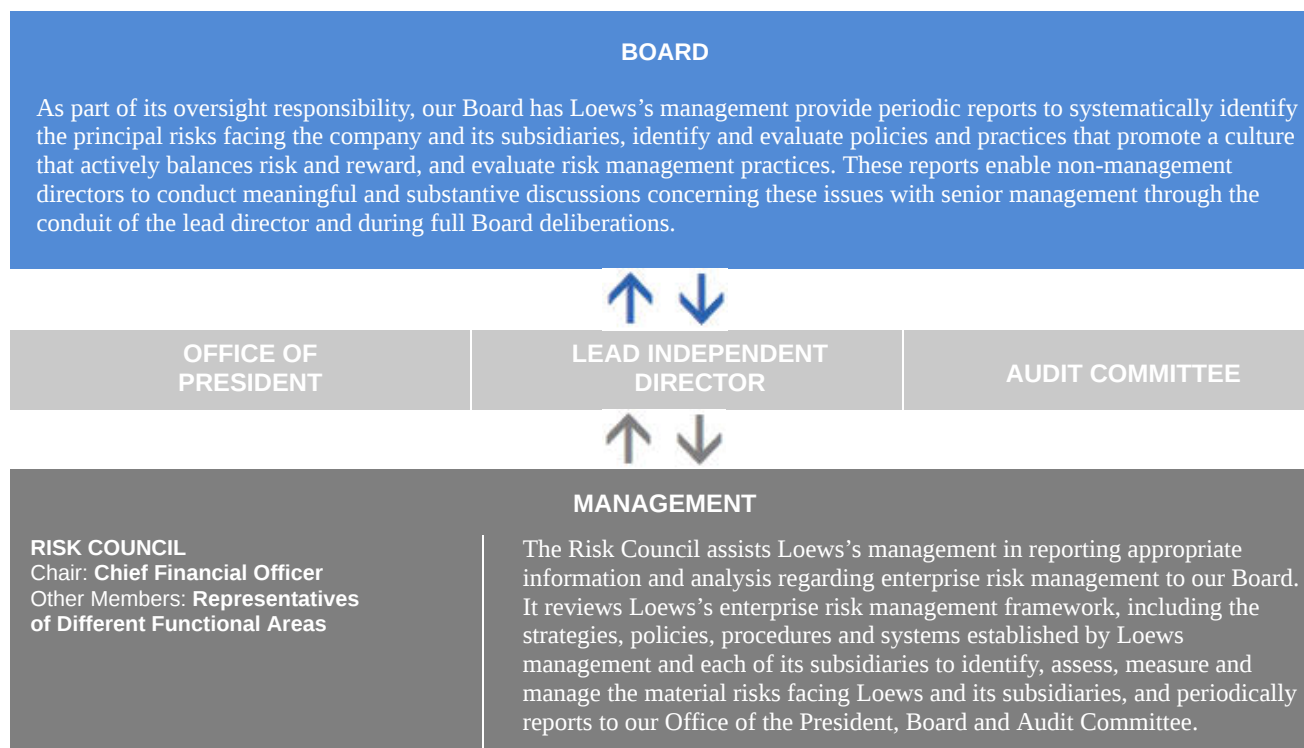 BOARD
As part of its oversight responsibility, our Board has Loews’s management provide periodic reports to systematically identify
the principal risks facing the company and its subsidiaries, identify and evaluate policies and practices that promote a culture
that actively balances risk and reward, and evaluate risk management practices. These reports enable non-management
directors to conduct meaningful and substantive discussions concerning these issues with senior management through the
conduit of the lead director and during full Board deliberations.
OFFICE OF
PRESIDENT
LEAD INDEPENDENT
DIRECTOR
AUDIT COMMITTEE
MANAGEMENT
RISK COUNCIL
Chair: Chief Financial Officer
Other Members: Representatives
of Different Functional Areas
The Risk Council assists Loews’s management in reporting appropriate
information and analysis regarding enterprise risk management to our Board.
It reviews Loews’s enterprise risk management framework, including the
strategies, policies, procedures and systems established by Loews
management and each of its subsidiaries to identify, assess, measure and
manage the material risks facing Loews and its subsidiaries, and periodically
reports to our Office of the President, Board and Audit Committee.